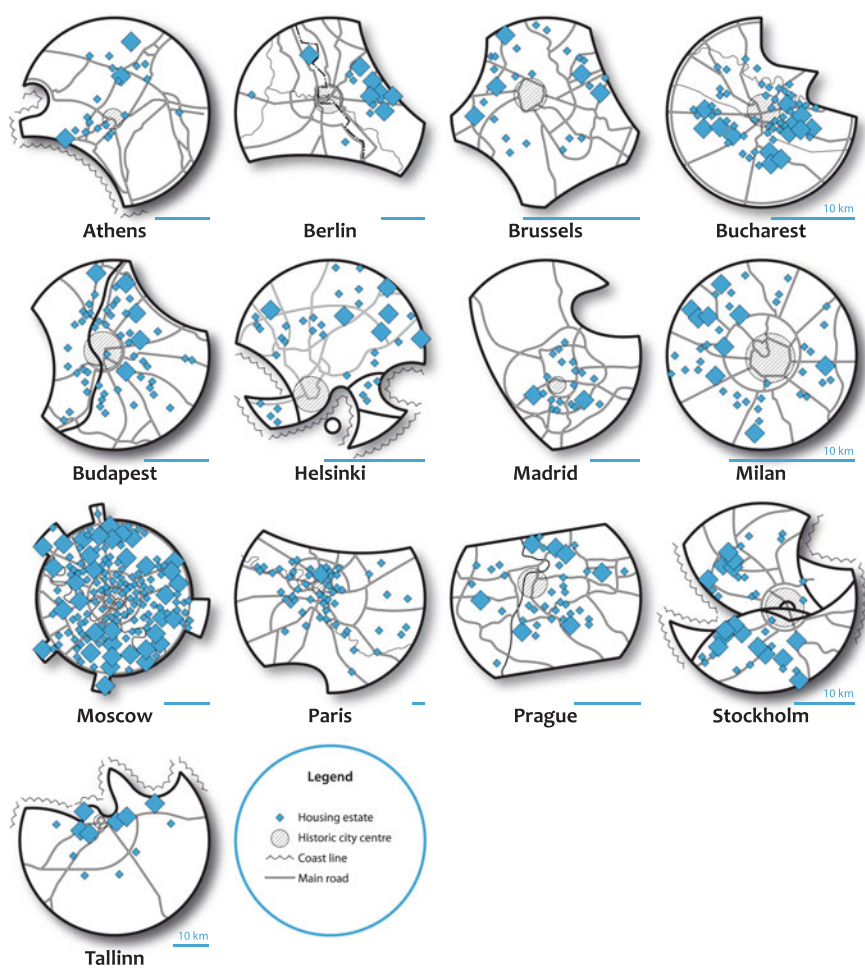 Athens
Berlin
Brussels
10 km
Bucharest
Budapest
Helsinki
Madrid
10 km
Milan
Moscow
Paris
Prague
10 km
Stockholm
Legend
Housing estate
Historic city centre
Coast line
Main road
10 km
Tallinn